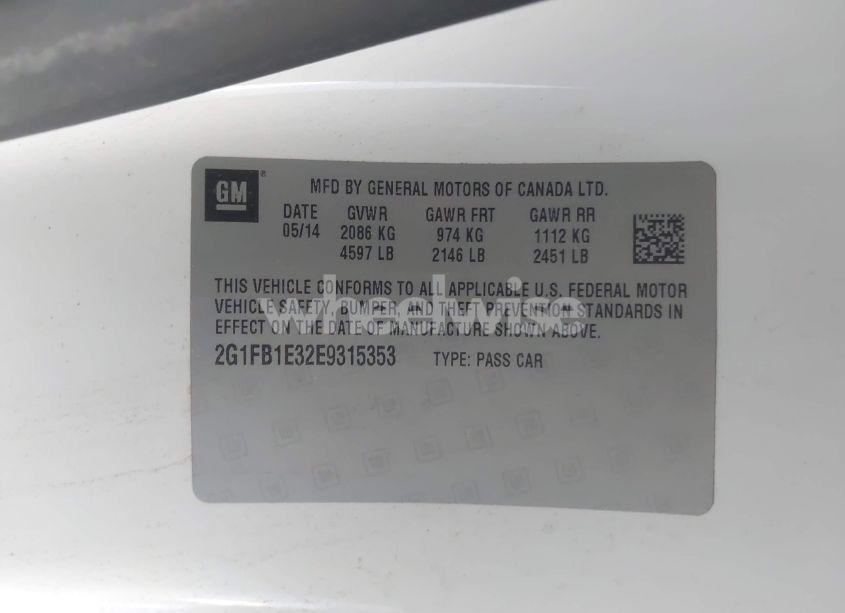 GM ®
MFD BY GENERAL MOTORS OF CANADA LTD.
DATE GVWR GAWR FRT GAWR RR
05/14 2086 KG 974 KG 1112 KG
4597 LB 2146 LB 2451 LB
THIS VEHICLE CONFORMS TO ALL APPLICABLE U.S. FEDERAL MOTOR
VEHICLE SAFETY, BUMPER, AND THEFT PREVENTION STANDARDS IN
EFFECT ON THE DATE OF MANUFACTURE SHOWN ABOVE.
wheelwise
2G1FB1E32E9315353 TYPE: PASS CAR